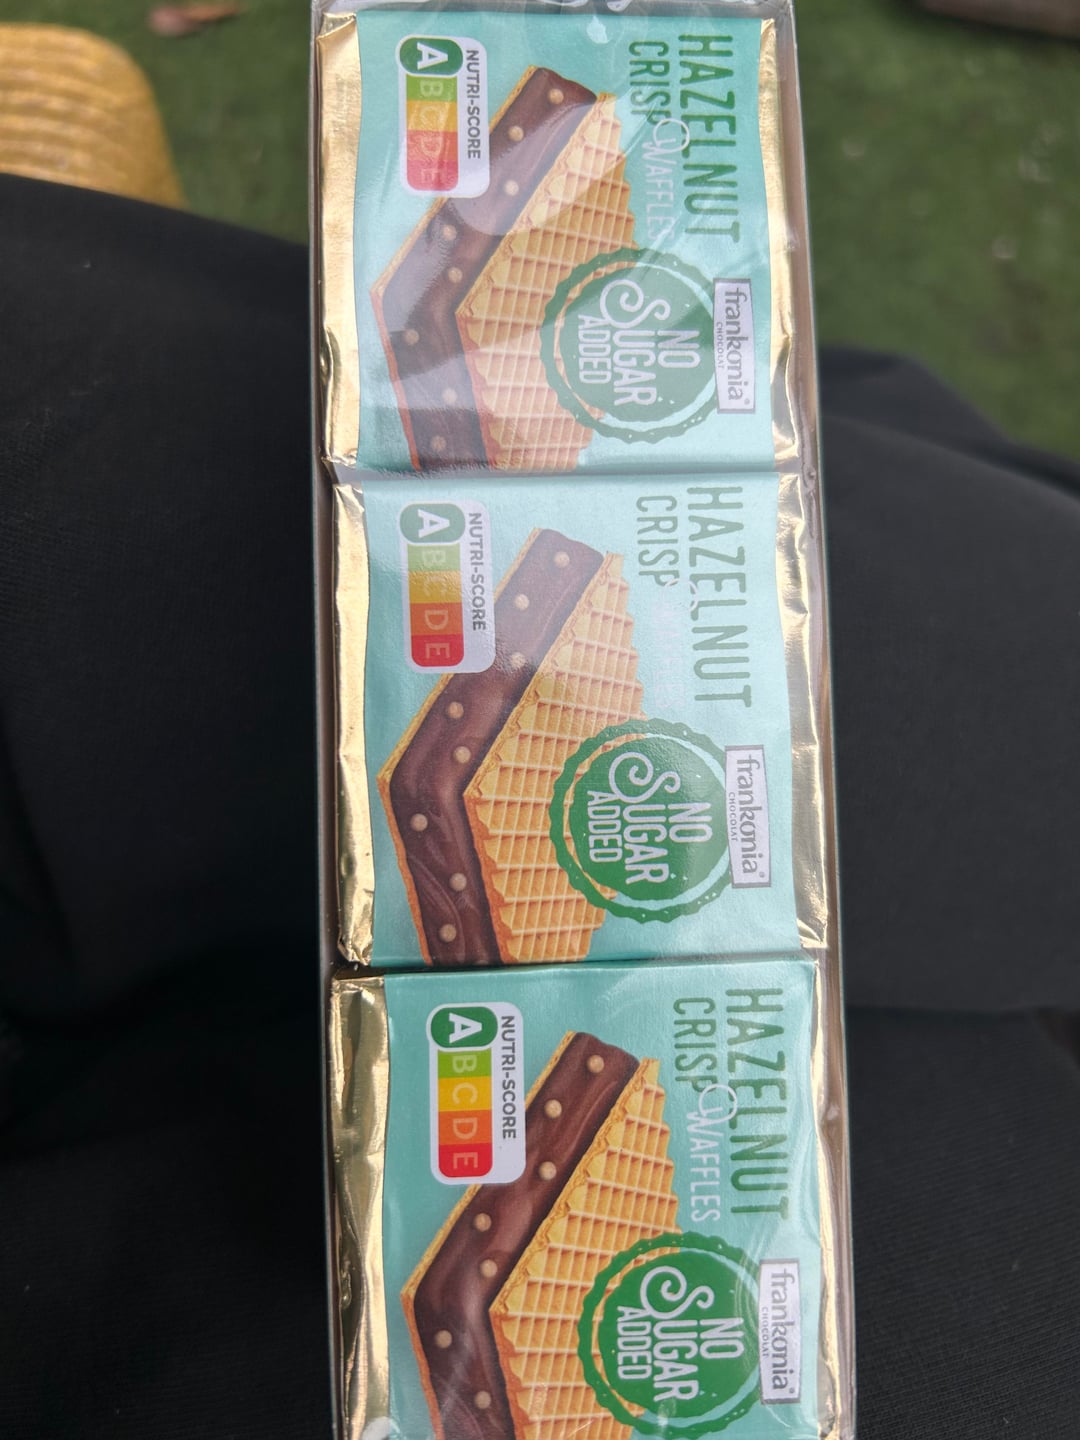 HAZELNUT
CRISP WAFFLES
frankonia®
CHOCOLAT
NO
SUGAR
ADDED
NUTRI-SCORE
A B C D E
HAZELNUT
CRISP WAFFLES
frankonia®
CHOCOLAT
NO
SUGAR
ADDED
NUTRI-SCORE
A B C D E
HAZELNUT
CRISP WAFFLES
frankonia®
CHOCOLAT
NO
SUGAR
ADDED
NUTRI-SCORE
A B C D E